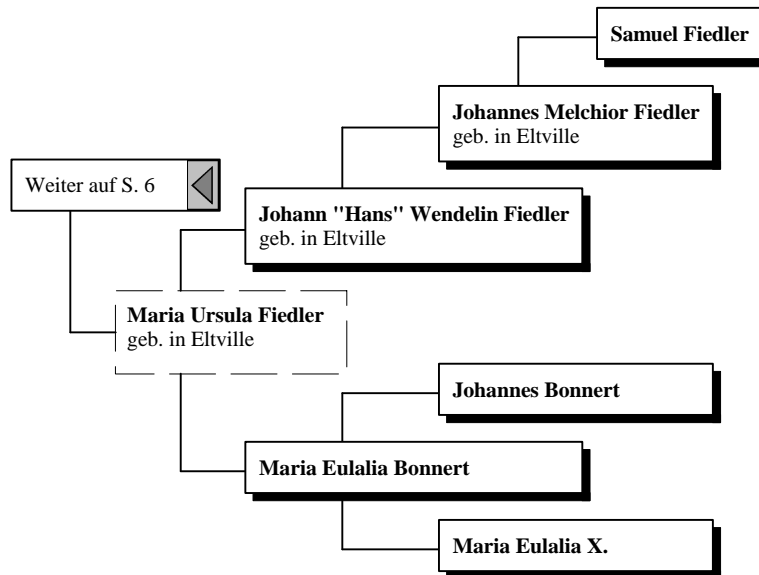 Samuel Fiedler
Johannes Melchior Fiedler
geb. in Eltville
Weiter auf S. 6
Johann "Hans" Wendelin Fiedler
geb. in Eltville
Maria Ursula Fiedler
geb. in Eltville
Johannes Bonnert
Maria Eulalia Bonnert
Maria Eulalia X.